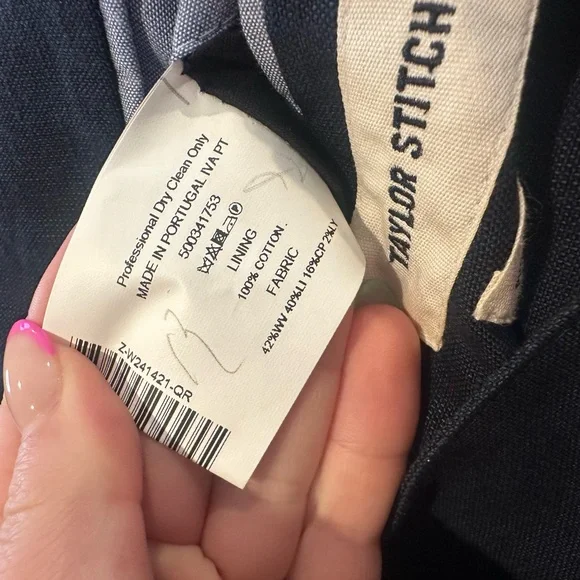 TAYLOR STITCH
Professional Dry Clean Only
MADE IN PORTUGAL IVA PT
500341753
LINING
100% COTTON .
FABRIC
42%WV 40%LI 16%CP 2%LY
Z-W241421-QR